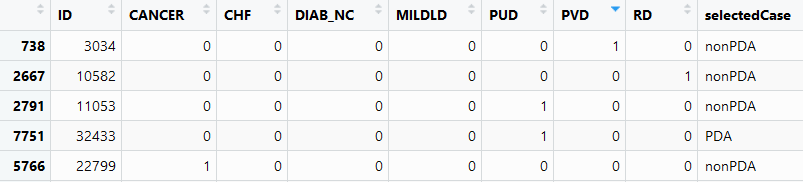 ID CANCER CHF DIAB_NC MILDLD PUD PVD RD selectedCase
738 3034 0 0 0 0 0 1 0 nonPDA
2667 10582 0 0 0 0 0 0 1 nonPDA
2791 11053 0 0 0 0 1 0 0 nonPDA
7751 32433 0 0 0 0 1 0 0 PDA
5766 22799 1 0 0 0 0 0 0 nonPDA